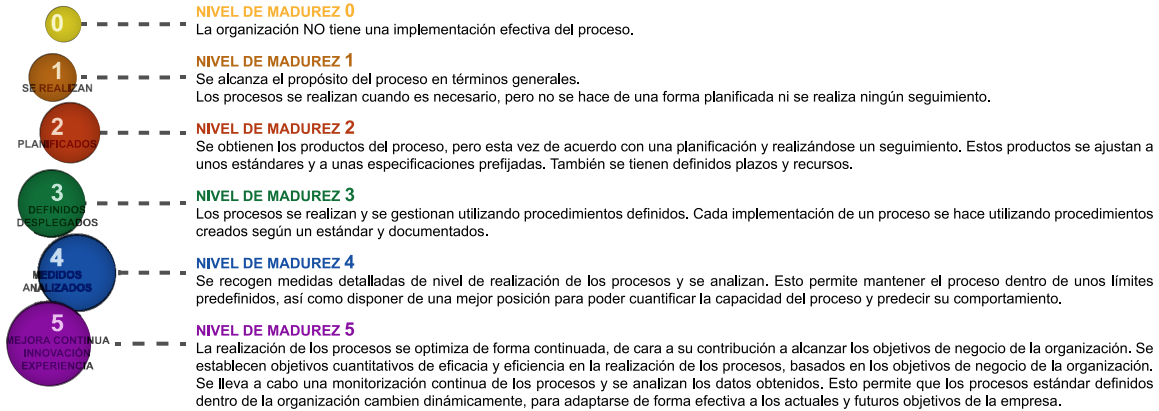 0
NIVEL DE MADUREZ 0
La organización NO tiene una implementación efectiva del proceso.
1
SE REALIZAN
NIVEL DE MADUREZ 1
Se alcanza el propósito del proceso en términos generales.
Los procesos se realizan cuando es necesario, pero no se hace de una forma planificada ni se realiza ningún seguimiento.
2
PLANIFICADOS
NIVEL DE MADUREZ 2
Se obtienen los productos del proceso, pero esta vez de acuerdo con una planificación y realizándose un seguimiento. Estos productos se ajustan a
unos estándares y a unas especificaciones prefijadas. También se tienen definidos plazos y recursos.
3
DEFINIDOS
DESPLEGADOS
NIVEL DE MADUREZ 3
Los procesos se realizan y se gestionan utilizando procedimientos definidos. Cada implementación de un proceso se hace utilizando procedimientos
creados según un estándar y documentados.
4
MEDIDOS
ANALIZADOS
NIVEL DE MADUREZ 4
Se recogen medidas detalladas de nivel de realización de los procesos y se analizan. Esto permite mantener el proceso dentro de unos límites
predefinidos, así como disponer de una mejor posición para poder cuantificar la capacidad del proceso y predecir su comportamiento.
5
MEJORA CONTINUA
INNOVACIÓN
EXPERIENCIA
NIVEL DE MADUREZ 5
La realización de los procesos se optimiza de forma continuada, de cara a su contribución a alcanzar los objetivos de negocio de la organización. Se
establecen objetivos cuantitativos de eficacia y eficiencia en la realización de los procesos, basados en los objetivos de negocio de la organización.
Se lleva a cabo una monitorización continua de los procesos y se analizan los datos obtenidos. Esto permite que los procesos estándar definidos
dentro de la organización cambien dinámicamente, para adaptarse de forma efectiva a los actuales y futuros objetivos de la empresa.